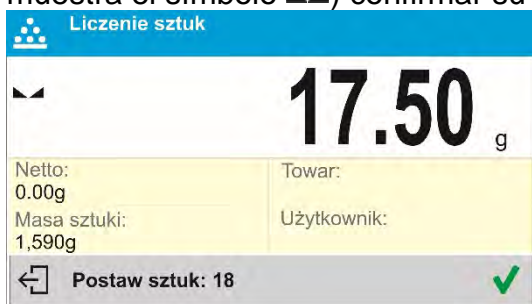 Liczenie sztuk
17.50 g
Netto:
0.00g
Towar:
Masa sztuki:
1,590g
Użytkownik:
Postaw sztuk: 18